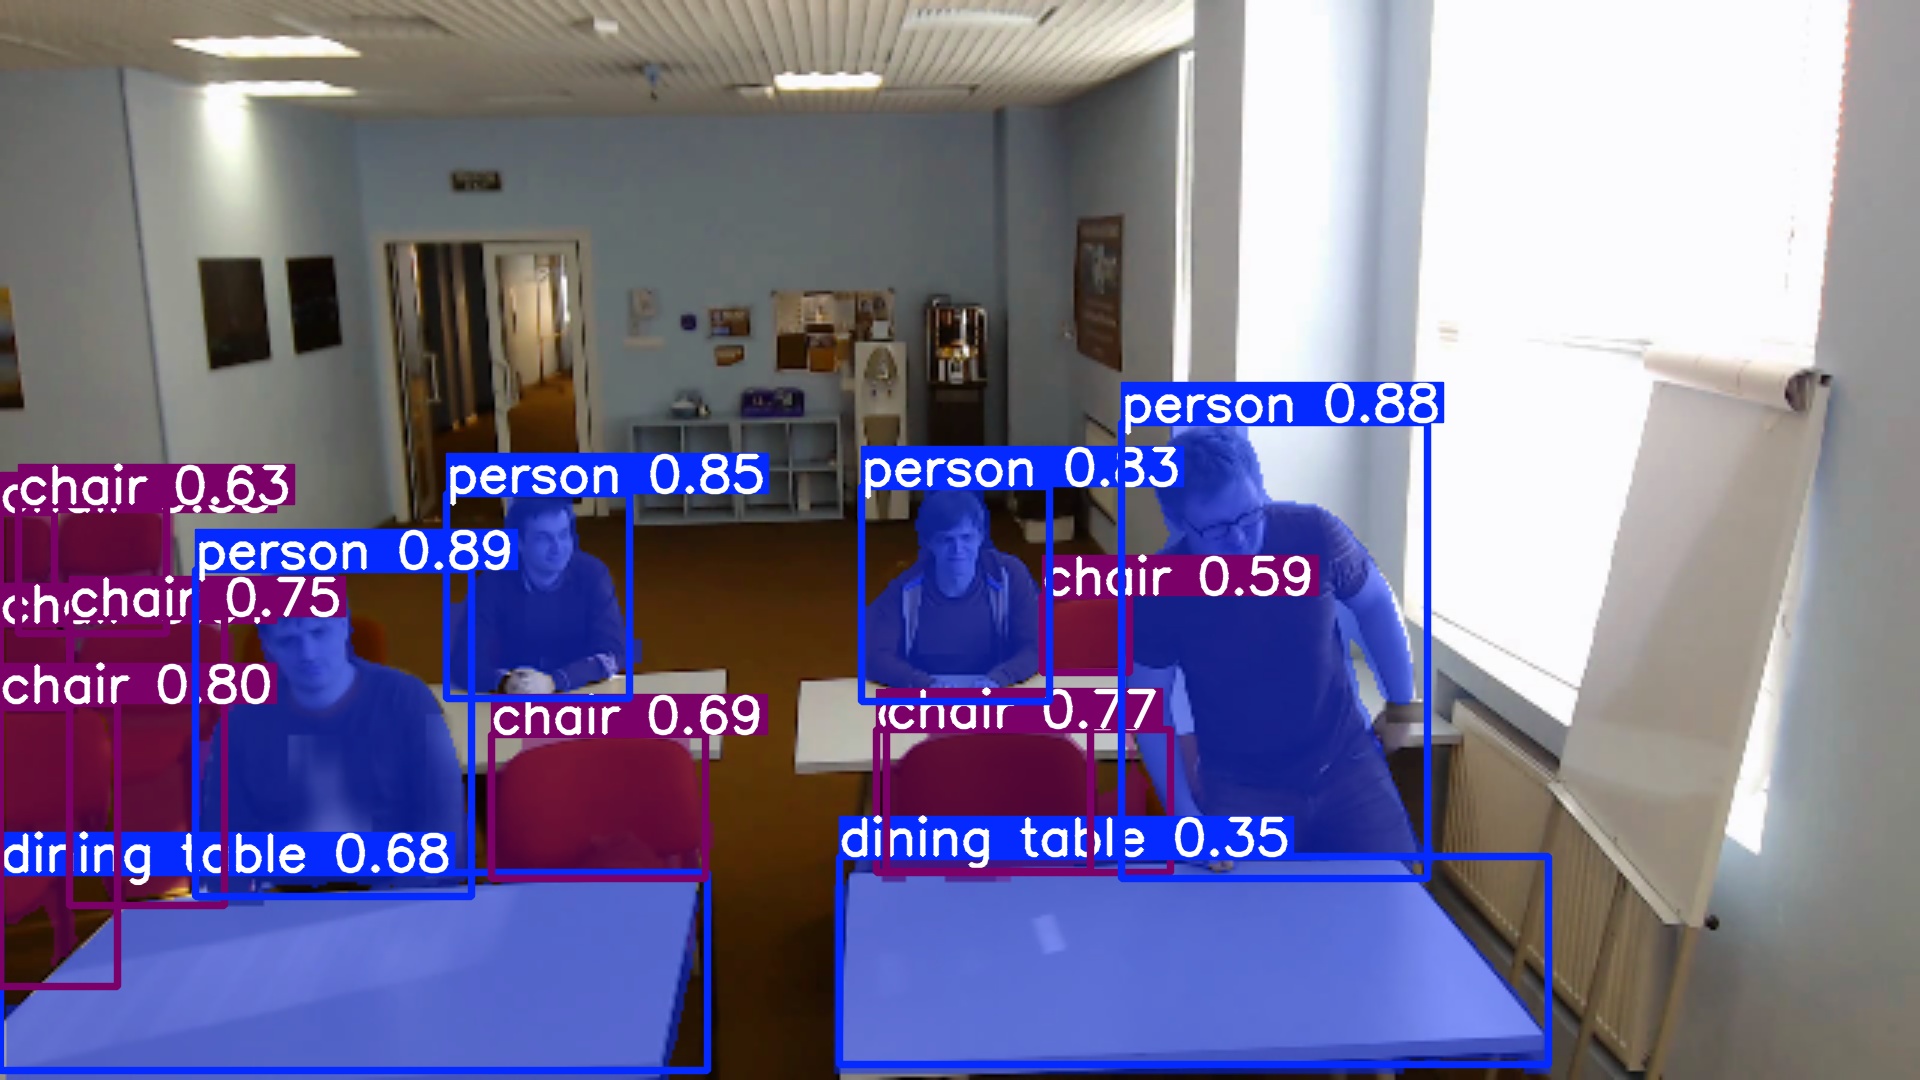 person 0.88
person 0.85
person 0.83
chair 0.63
person 0.89
chair 0.59
chair 0.75
chair 0.80
chair 0.69
chair 0.77
dining table 0.68
dining table 0.35